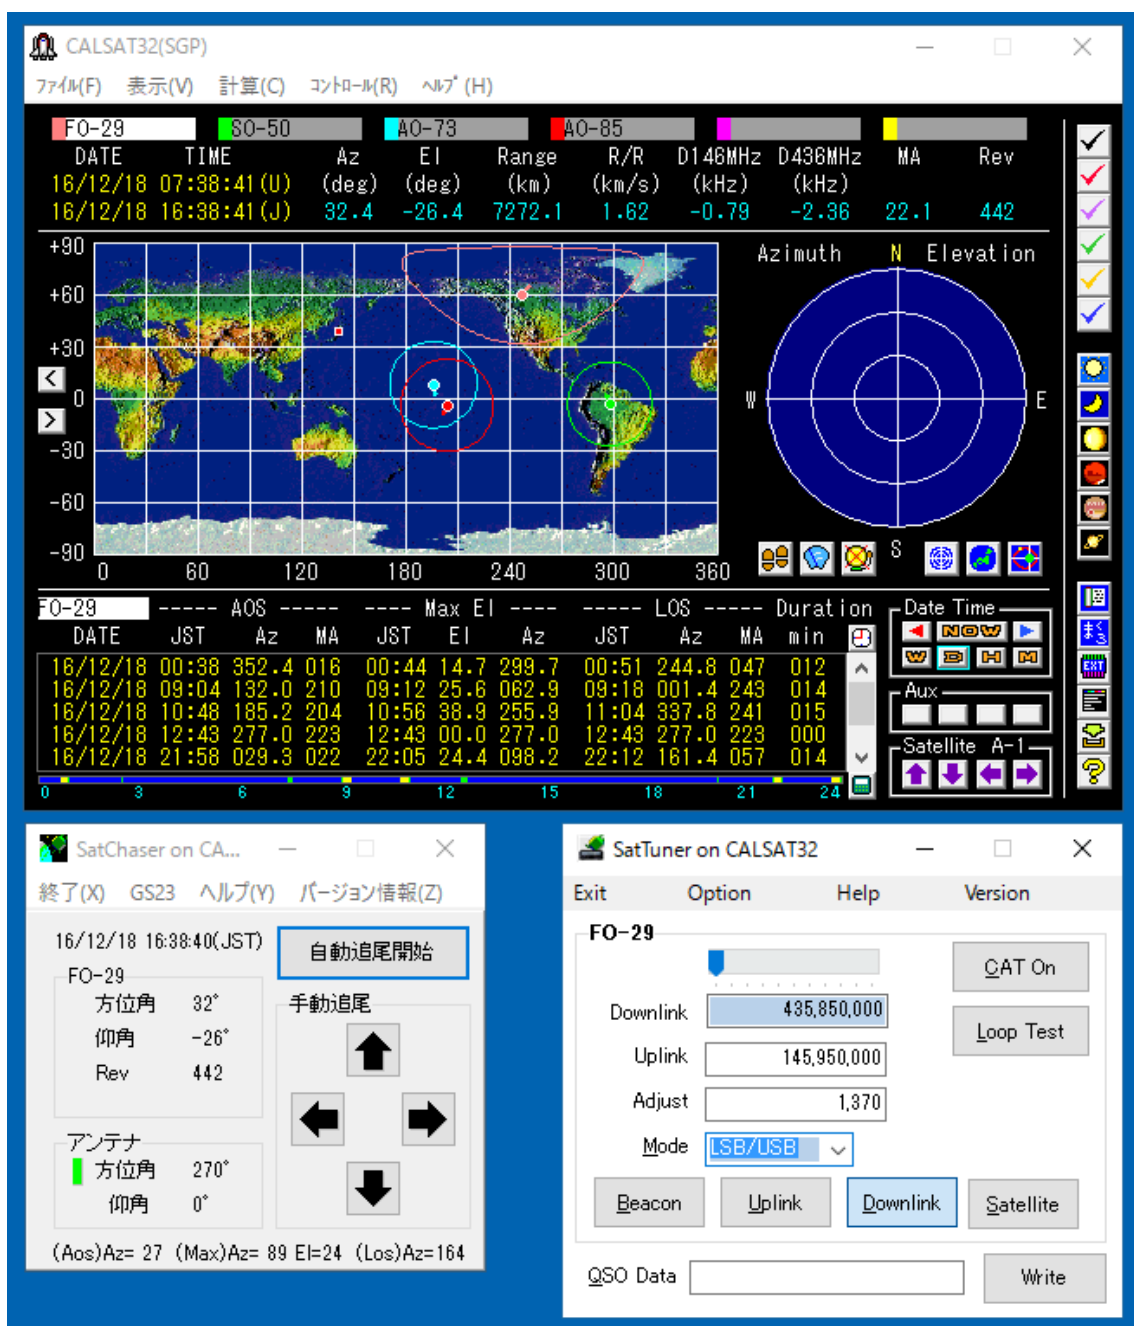 CALSAT32(SGP)
ファイル(F) 表示(V) 計算(C) コントロール(R) ヘルプ(H)
FO-29 SO-50 AO-73 AO-85
DATE TIME Az El Range R/R D146MHz D436MHz MA Rev
16/12/18 07:38:41(U) (deg) (deg) (km) (km/s) (kHz) (kHz)
16/12/18 16:38:41(J) 32.4 -26.4 7272.1 1.62 -0.79 -2.36 22.1 442
+90
+60
+30
0
-30
-60
-90
0 60 120 180 240 300 360
< 
>
Azimuth N Elevation
W E
S
FO-29 ----- AOS ----- ---- Max El ---- ----- LOS ----- Duration
DATE JST Az MA JST El Az JST Az MA min
16/12/18 00:38 352.4 016 00:44 14.7 299.7 00:51 244.8 047 012
16/12/18 09:04 132.0 210 09:12 25.6 062.9 09:18 001.4 243 014
16/12/18 10:48 185.2 204 10:56 38.9 255.9 11:04 337.8 241 015
16/12/18 12:43 277.0 223 12:43 00.0 277.0 12:43 277.0 223 000
16/12/18 21:58 029.3 022 22:05 24.4 098.2 22:12 161.4 057 014
0 3 6 9 12 15 18 21 24
Date Time
NOW
W D H M
Aux
Satellite A-1
EXT
?
SatChaser on CA...
終了(X) GS23 ヘルプ(Y) バージョン情報(Z)
16/12/18 16:38:40(JST)
自動追尾開始
FO-29
方位角 32°
仰角 -26°
Rev 442
手動追尾
アンテナ
方位角 270°
仰角 0°
(Aos)Az= 27 (Max)Az= 89 El=24 (Los)Az=164
SatTuner on CALSAT32
Exit Option Help Version
FO-29
CAT On
Downlink 435,850,000
Loop Test
Uplink 145,950,000
Adjust 1,370
Mode LSB/USB
Beacon Uplink Downlink Satellite
QSO Data Write